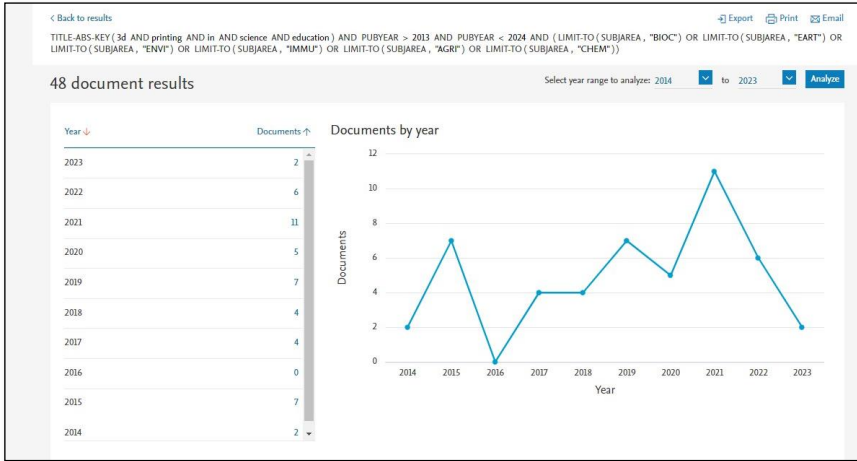 Back to results
Export Print Email
TITLE-ABS-KEY ( 3d AND printing AND in AND science AND education ) AND PUBYEAR > 2013 AND PUBYEAR < 2024 AND ( LIMIT-TO ( SUBJAREA , "BIOC" ) OR LIMIT-TO ( SUBJAREA , "EART" ) OR
LIMIT-TO ( SUBJAREA , "ENVI" ) OR LIMIT-TO ( SUBJAREA , "IMMU" ) OR LIMIT-TO ( SUBJAREA , "AGRI" ) OR LIMIT-TO ( SUBJAREA , "CHEM" ) )
48 document results
Select year range to analyze: 2014 to 2023 Analyze
Year Documents
2023 2
2022 6
2021 11
2020 5
2019 7
2018 4
2017 4
2016 0
2015 7
2014 2
Documents by year
Documents
12
10
8
6
4
2
0
2014 2015 2016 2017 2018 2019 2020 2021 2022 2023
Year